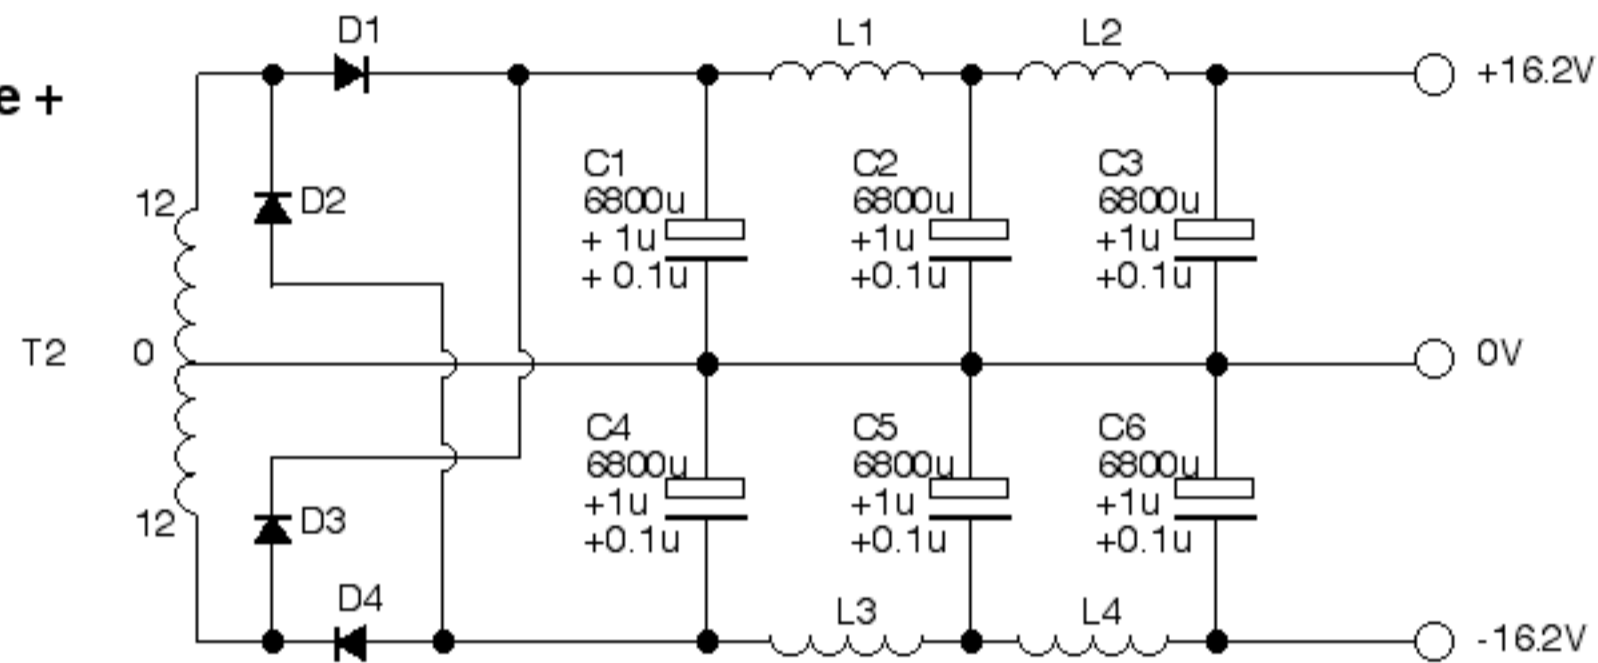 D1
L1
L2
+16.2V
e +
C1
6800u
+ 1u
+ 0.1u
C2
6800u
+1u
+0.1u
C3
6800u
+1u
+0.1u
12
D2
T2
0
0V
C4
6800u
+1u
+0.1u
C5
6800u
+1u
+0.1u
C6
6800u
+1u
+0.1u
12
D3
D4
L3
L4
-16.2V